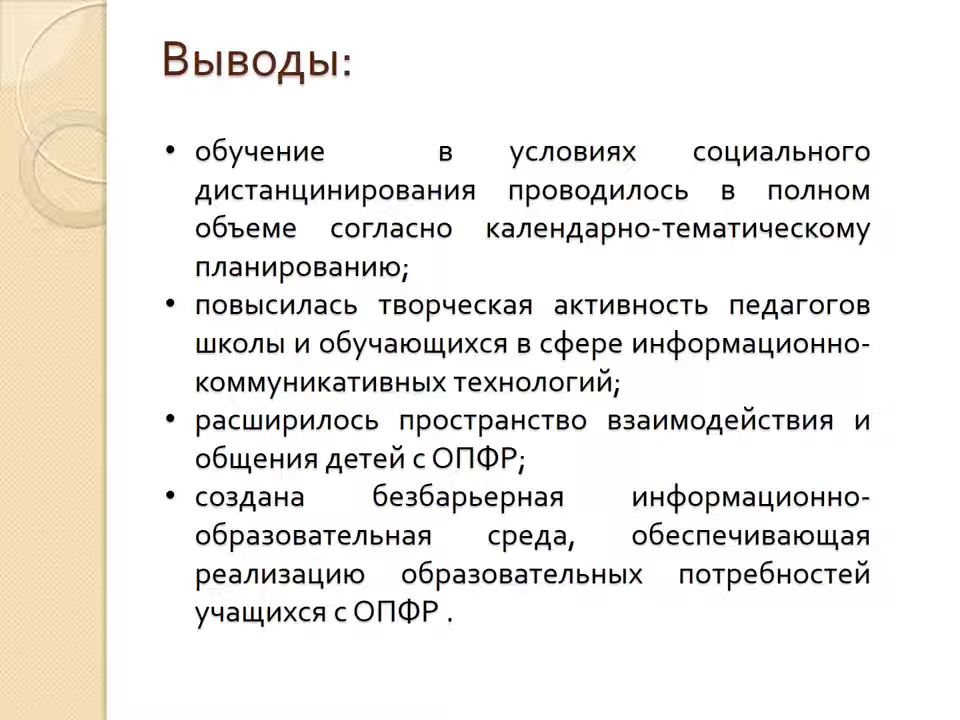 Выводы:
• обучение в условиях социального
дистанцинирования проводилось в полном
объеме согласно календарно-тематическому
планированию;
• повысилась творческая активность педагогов
школы и обучающихся в сфере информационно-
коммуникативных технологий;
• расширилось пространство взаимодействия и
общения детей с ОПФР;
• создана безбарьерная информационно-
образовательная среда, обеспечивающая
реализацию образовательных потребностей
учащихся с ОПФР .